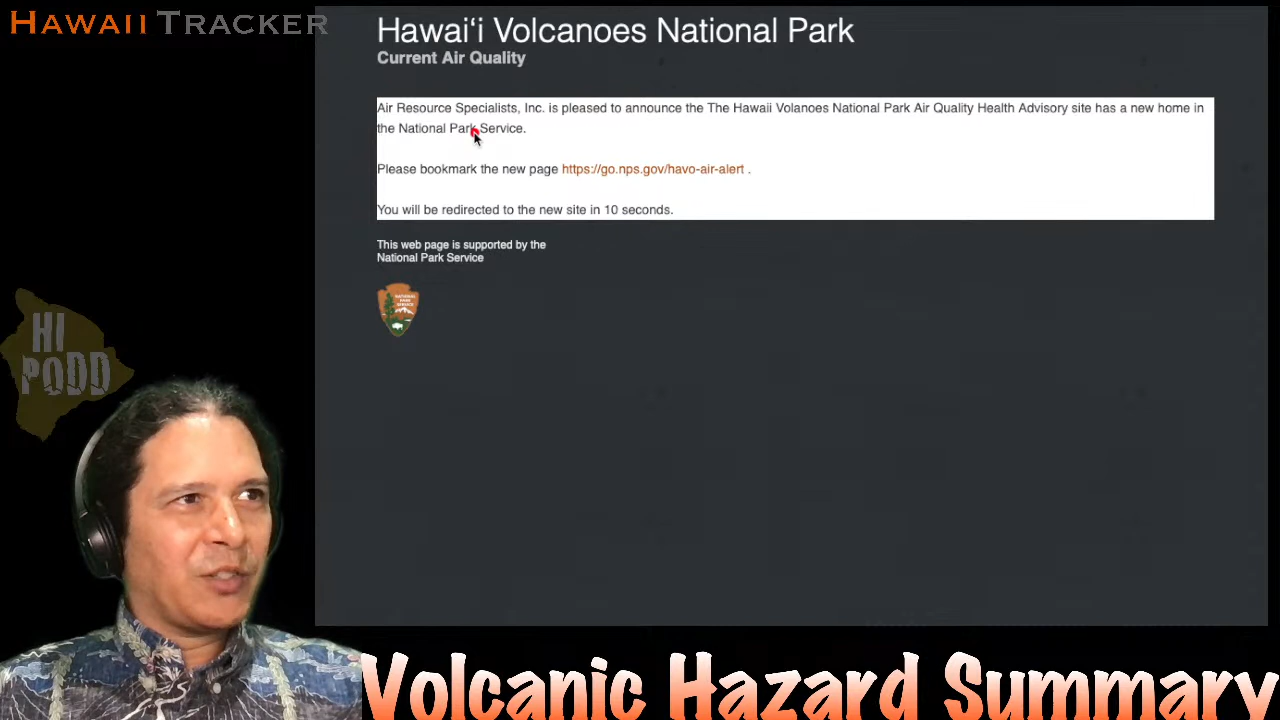 HAWAII TRACKER
Hawaiʻi Volcanoes National Park
Current Air Quality
Air Resource Specialists, Inc. is pleased to announce the The Hawaii Volanoes National Park Air Quality Health Advisory site has a new home in
the National Park Service.
Please bookmark the new page https://go.nps.gov/havo-air-alert .
You will be redirected to the new site in 10 seconds.
This web page is supported by the
National Park Service
NATIONAL
PARK
SERVICE
HI
PODD
Volcanic Hazard Summary